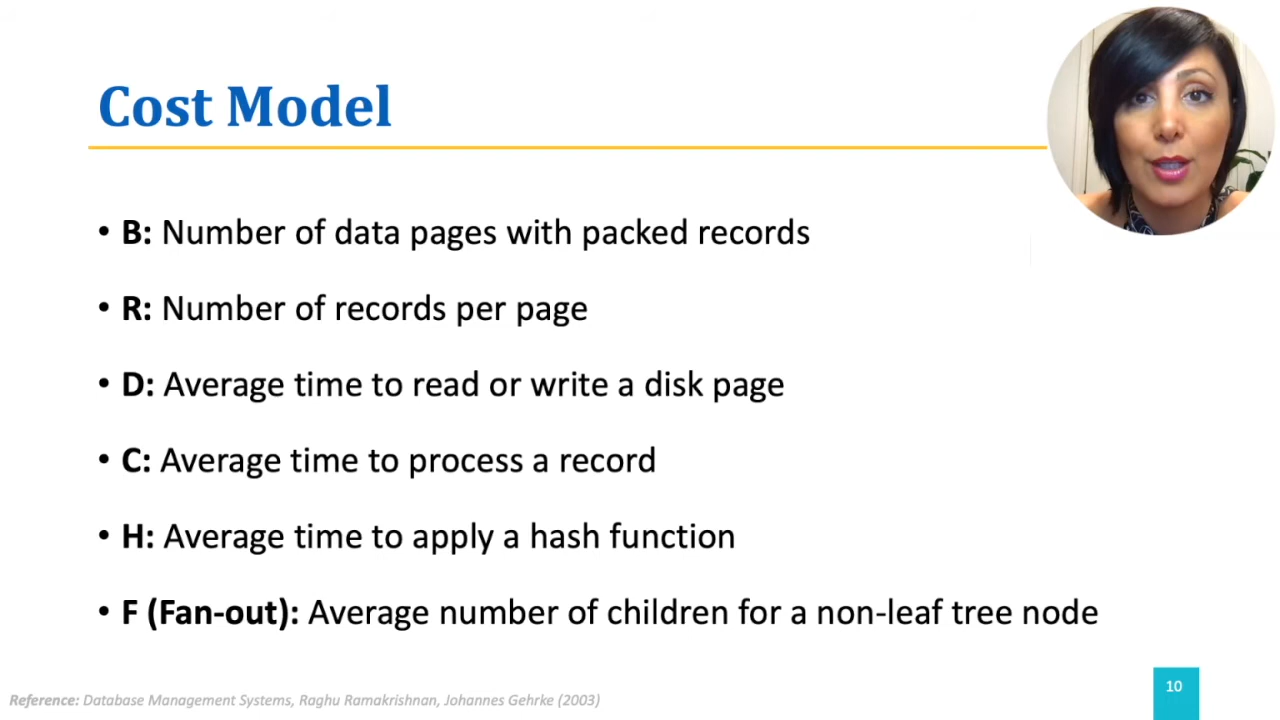 Cost Model
• B: Number of data pages with packed records
• R: Number of records per page
• D: Average time to read or write a disk page
• C: Average time to process a record
• H: Average time to apply a hash function
• F (Fan-out): Average number of children for a non-leaf tree node
Reference: Database Management Systems, Raghu Ramakrishnan, Johannes Gehrke (2003)
10